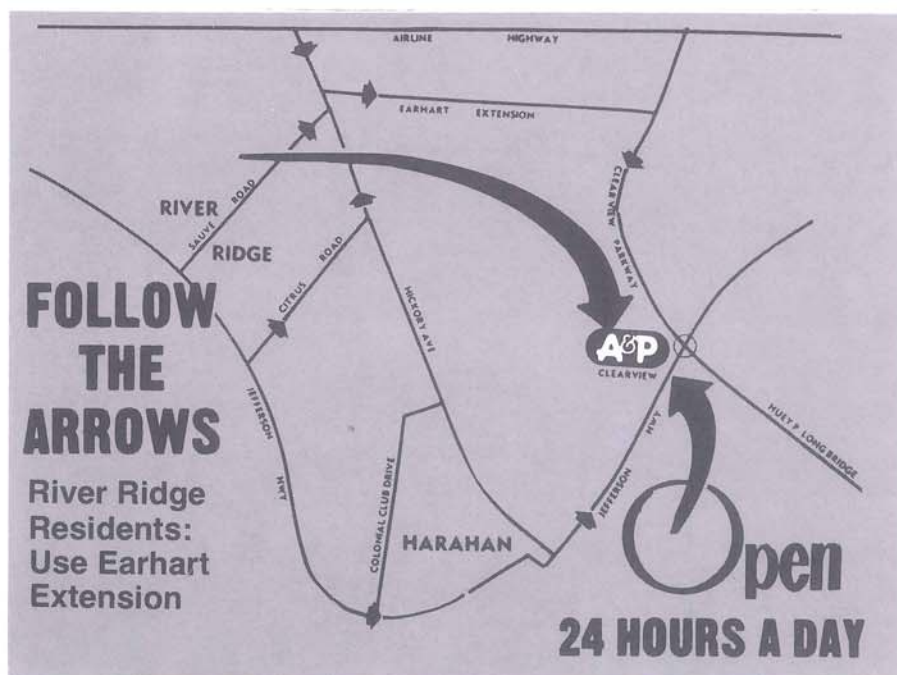 AIRLINE HIGHWAY
EARHART EXTENSION
CLEARVIEW PARKWAY
SAUVE ROAD
RIVER
RIDGE
CITRUS ROAD
HICKORY AVE
FOLLOW
THE
ARROWS
A&P
CLEARVIEW
JEFFERSON HWY
JEFFERSON HWY
HUEY P LONG BRIDGE
COLONIAL CLUB DRIVE
HARAHAN
River Ridge
Residents:
Use Earhart
Extension
Open
24 HOURS A DAY